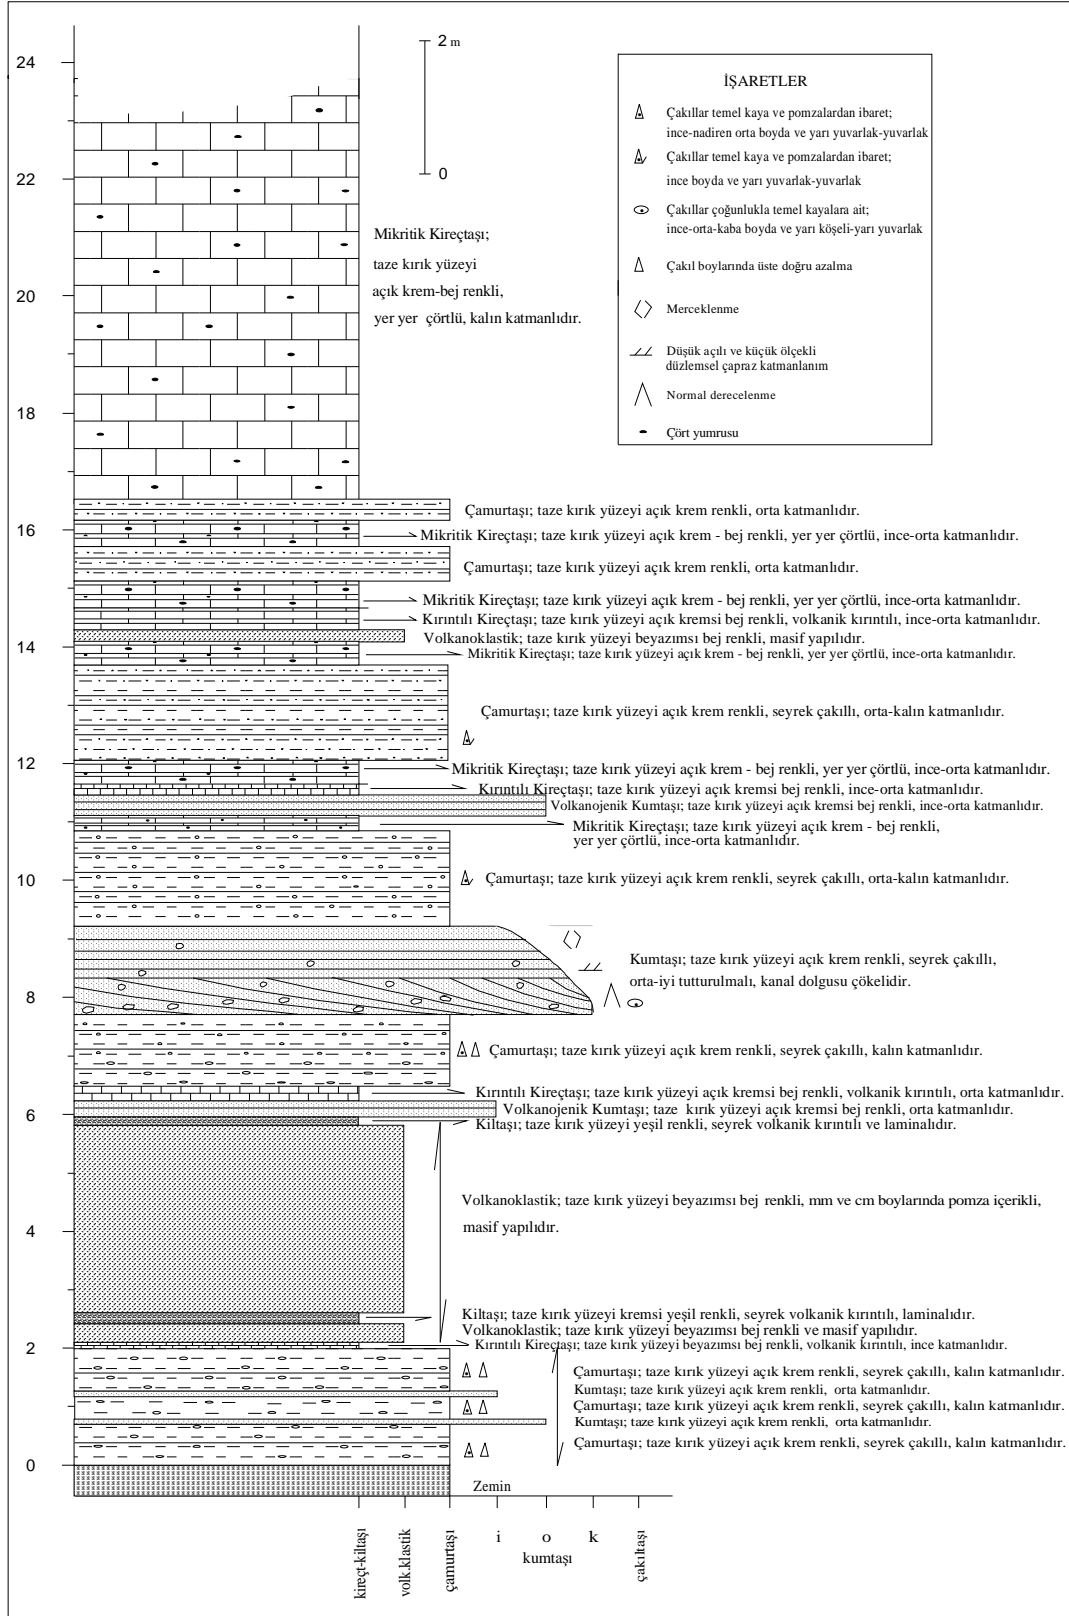 24
22
20
18
16
14
12
10
8
6
4
2
0
2 m
0
İŞARETLER
Çakıllar temel kaya ve pomzalardan ibaret;
ince-nadiren orta boyda ve yarı yuvarlak-yuvarlak
Çakıllar temel kaya ve pomzalardan ibaret;
ince boyda ve yarı yuvarlak-yuvarlak
Çakıllar çoğunlukla temel kayalara ait;
ince-orta-kaba boyda ve yarı köşeli-yarı yuvarlak
Çakıl boylarında üste doğru azalma
Merceklenme
Düşük açılı ve küçük ölçekli
düzlemsel çapraz katmanlanım
Normal derecelenme
Çört yumrusu
Mikritik Kireçtaşı;
taze kırık yüzeyi
açık krem-bej renkli,
yer yer çörtlü, kalın katmanlıdır.
Çamurtaşı; taze kırık yüzeyi açık krem renkli, orta katmanlıdır.
Mikritik Kireçtaşı; taze kırık yüzeyi açık krem - bej renkli, yer yer çörtlü, ince-orta katmanlıdır.
Çamurtaşı; taze kırık yüzeyi açık krem renkli, orta katmanlıdır.
Mikritik Kireçtaşı; taze kırık yüzeyi açık krem - bej renkli, yer yer çörtlü, ince-orta katmanlıdır.
Kırıntılı Kireçtaşı; taze kırık yüzeyi açık kremsi bej renkli, volkanik kırıntılı, ince-orta katmanlıdır.
Volkanoklastik; taze kırık yüzeyi beyazımsı bej renkli, masif yapılıdır.
Mikritik Kireçtaşı; taze kırık yüzeyi açık krem - bej renkli, yer yer çörtlü, ince-orta katmanlıdır.
Çamurtaşı; taze kırık yüzeyi açık krem renkli, seyrek çakıllı, orta-kalın katmanlıdır.
Mikritik Kireçtaşı; taze kırık yüzeyi açık krem - bej renkli, yer yer çörtlü, ince-orta katmanlıdır.
Kırıntılı Kireçtaşı; taze kırık yüzeyi açık kremsi bej renkli, ince-orta katmanlıdır.
Volkanojenik Kumtaşı; taze kırık yüzeyi açık kremsi bej renkli, ince-orta katmanlıdır.
Mikritik Kireçtaşı; taze kırık yüzeyi açık krem - bej renkli,
yer yer çörtlü, ince-orta katmanlıdır.
Çamurtaşı; taze kırık yüzeyi açık krem renkli, seyrek çakıllı, orta-kalın katmanlıdır.
Kumtaşı; taze kırık yüzeyi açık krem renkli, seyrek çakıllı,
orta-iyi tutturulmalı, kanal dolgusu çökelidir.
Çamurtaşı; taze kırık yüzeyi açık krem renkli, seyrek çakıllı, kalın katmanlıdır.
Kırıntılı Kireçtaşı; taze kırık yüzeyi açık kremsi bej renkli, volkanik kırıntılı, orta katmanlıdır.
Volkanojenik Kumtaşı; taze kırık yüzeyi açık kremsi bej renkli, orta katmanlıdır.
Kiltaşı; taze kırık yüzeyi yeşil renkli, seyrek volkanik kırıntılı ve laminalıdır.
Volkanoklastik; taze kırık yüzeyi beyazımsı bej renkli, mm ve cm boylarında pomza içerikli,
masif yapılıdır.
Kiltaşı; taze kırık yüzeyi kremsi yeşil renkli, seyrek volkanik kırıntılı, laminalıdır.
Volkanoklastik; taze kırık yüzeyi beyazımsı bej renkli ve masif yapılıdır.
Kırıntılı Kireçtaşı; taze kırık yüzeyi beyazımsı bej renkli, volkanik kırıntılı, ince katmanlıdır.
Çamurtaşı; taze kırık yüzeyi açık krem renkli, seyrek çakıllı, kalın katmanlıdır.
Kumtaşı; taze kırık yüzeyi açık krem renkli, orta katmanlıdır.
Çamurtaşı; taze kırık yüzeyi açık krem renkli, seyrek çakıllı, kalın katmanlıdır.
Kumtaşı; taze kırık yüzeyi açık krem renkli, orta katmanlıdır.
Çamurtaşı; taze kırık yüzeyi açık krem renkli, seyrek çakıllı, kalın katmanlıdır.
Zemin
kireçt-kiltaşı
volk.klastik
çamurtaşı
i o k
kumtaşı
çakıltaşı